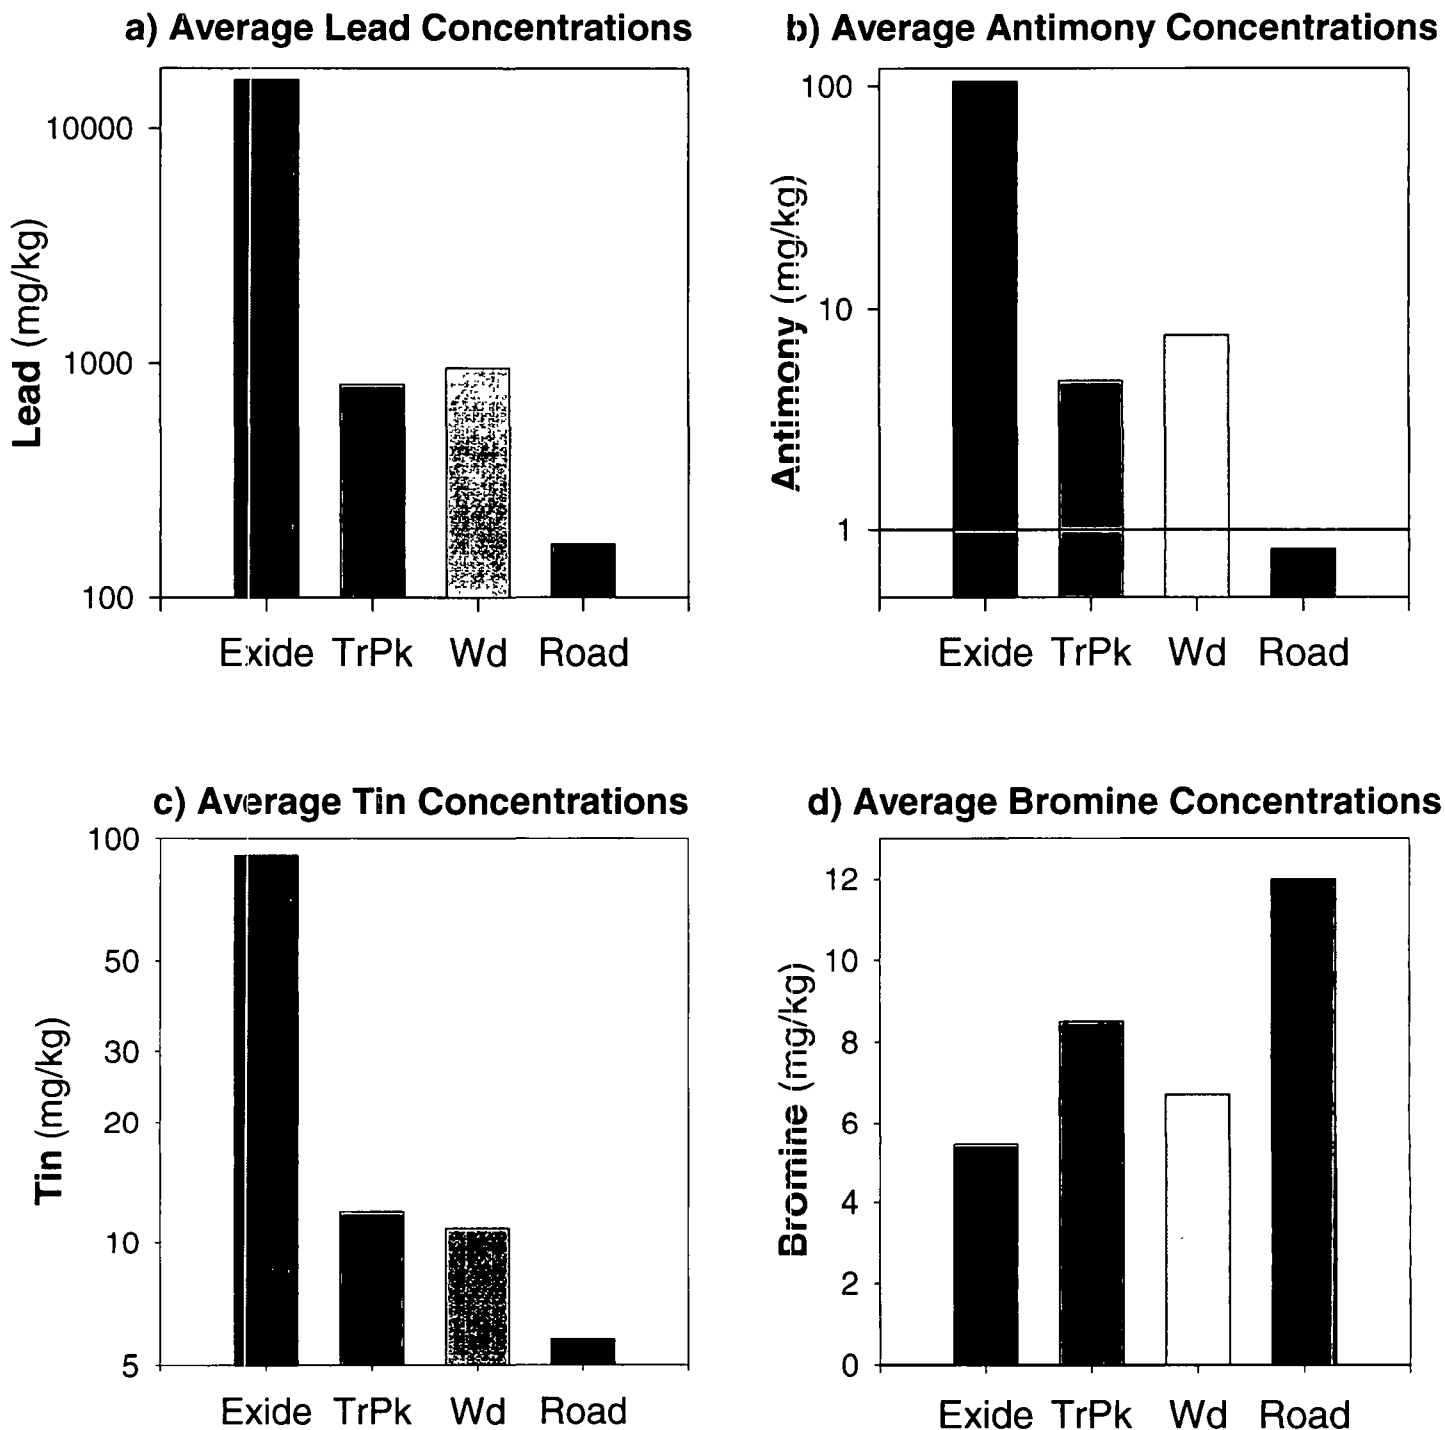 a) Average Lead Concentrations
Lead (mg/kg)
10000
1000
100
Exide TrPk Wd Road
b) Average Antimony Concentrations
Antimony (mg/kg)
100
10
1
Exide TrPk Wd Road
c) Average Tin Concentrations
Tin (mg/kg)
100
50
30
20
10
5
Exide TrPk Wd Road
d) Average Bromine Concentrations
Bromine (mg/kg)
12
10
8
6
4
2
0
Exide TrPk Wd Road